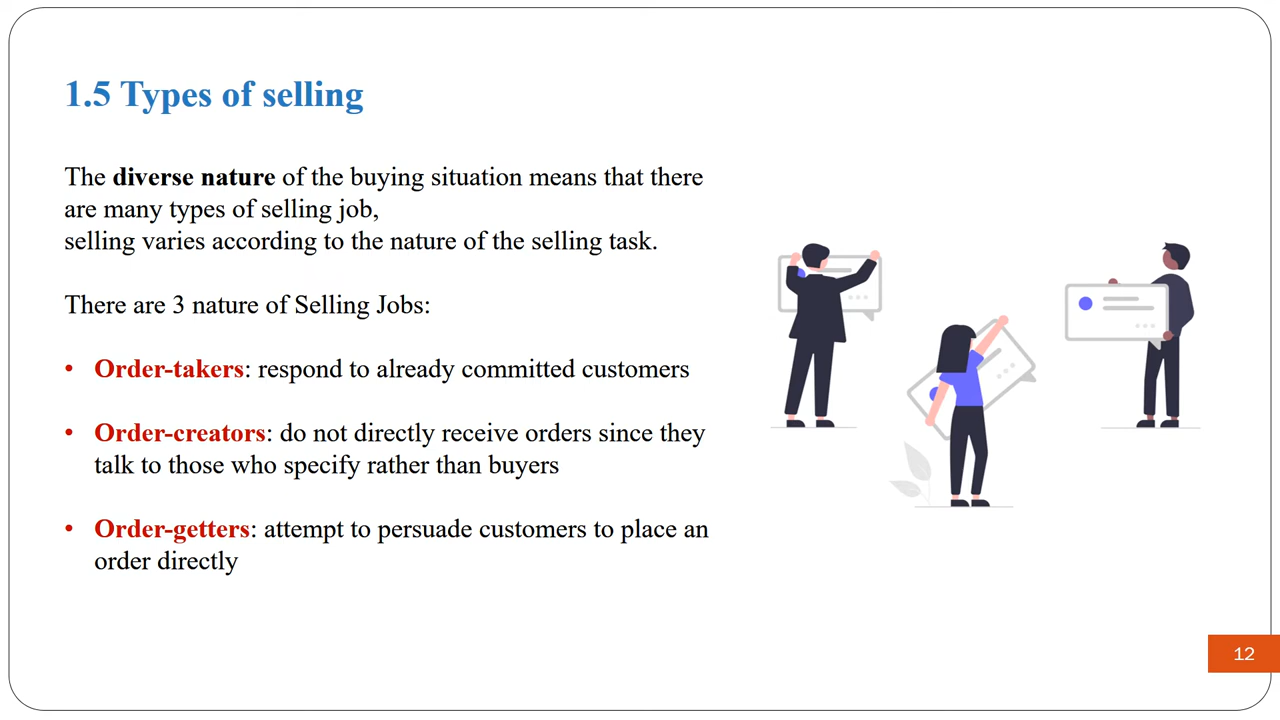 1.5 Types of selling
The diverse nature of the buying situation means that there
are many types of selling job,
selling varies according to the nature of the selling task.
There are 3 nature of Selling Jobs:
• Order-takers: respond to already committed customers
• Order-creators: do not directly receive orders since they
talk to those who specify rather than buyers
• Order-getters: attempt to persuade customers to place an
order directly
12